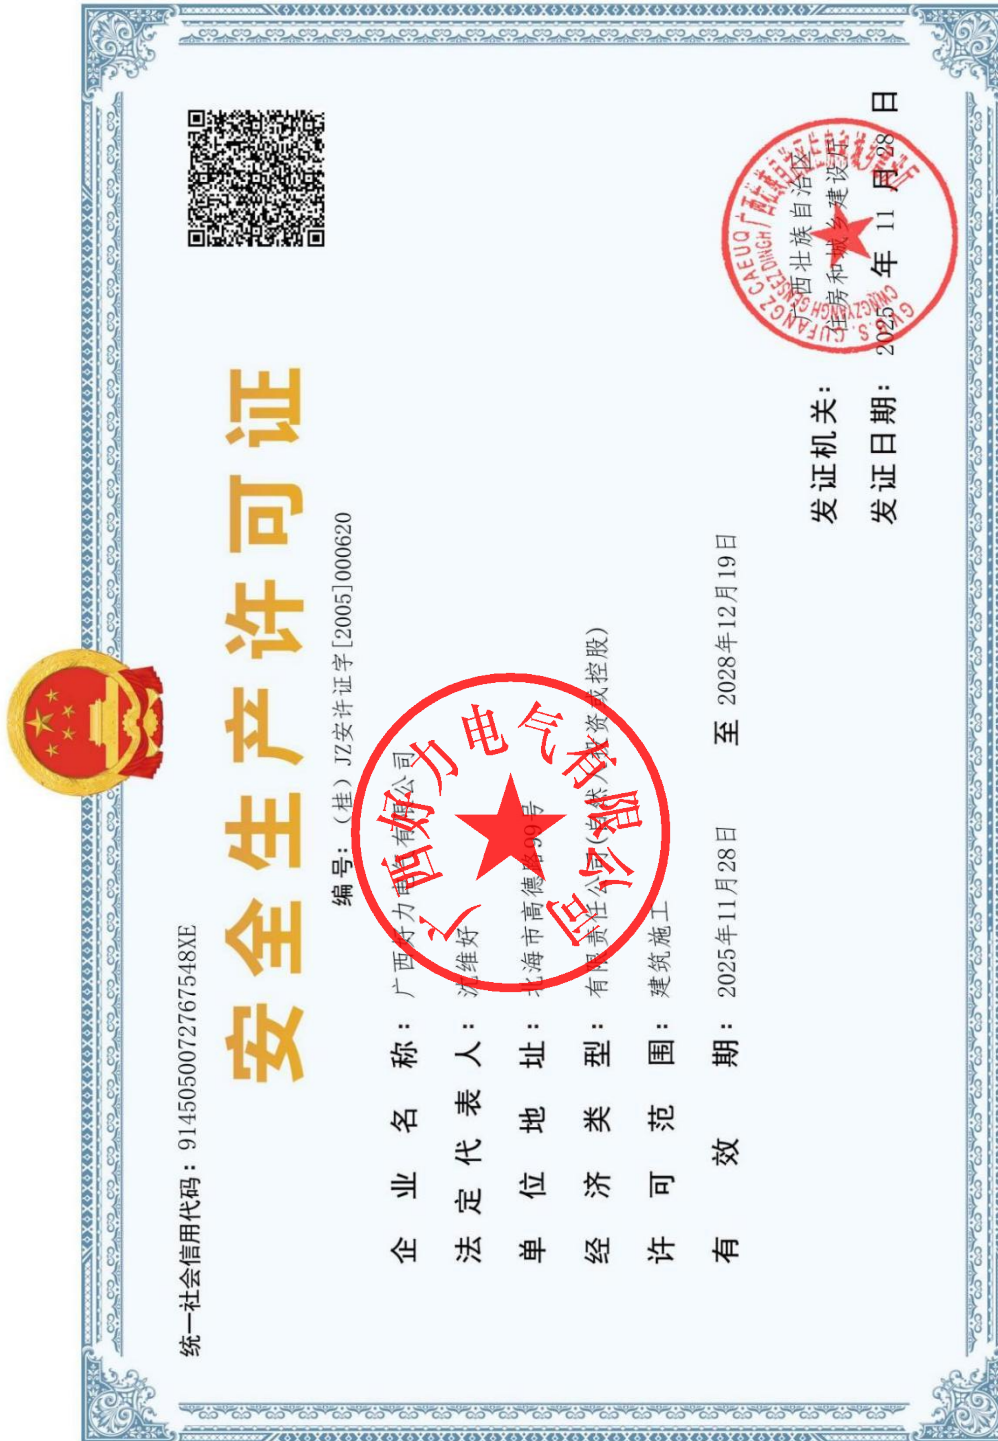 统一社会信用代码：91450500727675​48XE
安全生产许可证
编号：（桂）JZ安许证字[2005]000620
企业名称：广西好力电气有限公司
法定代表人：沈维好
单位地址：北海市高德路99号
经济类型：有限责任公司(自然人投资或控股)
许可范围：建筑施工
有效期：2025年11月28日 至 2028年12月19日
发证机关：广西壮族自治区
住房和城乡建设厅
发证日期：2025年11月28日
广西好力电气有限公司